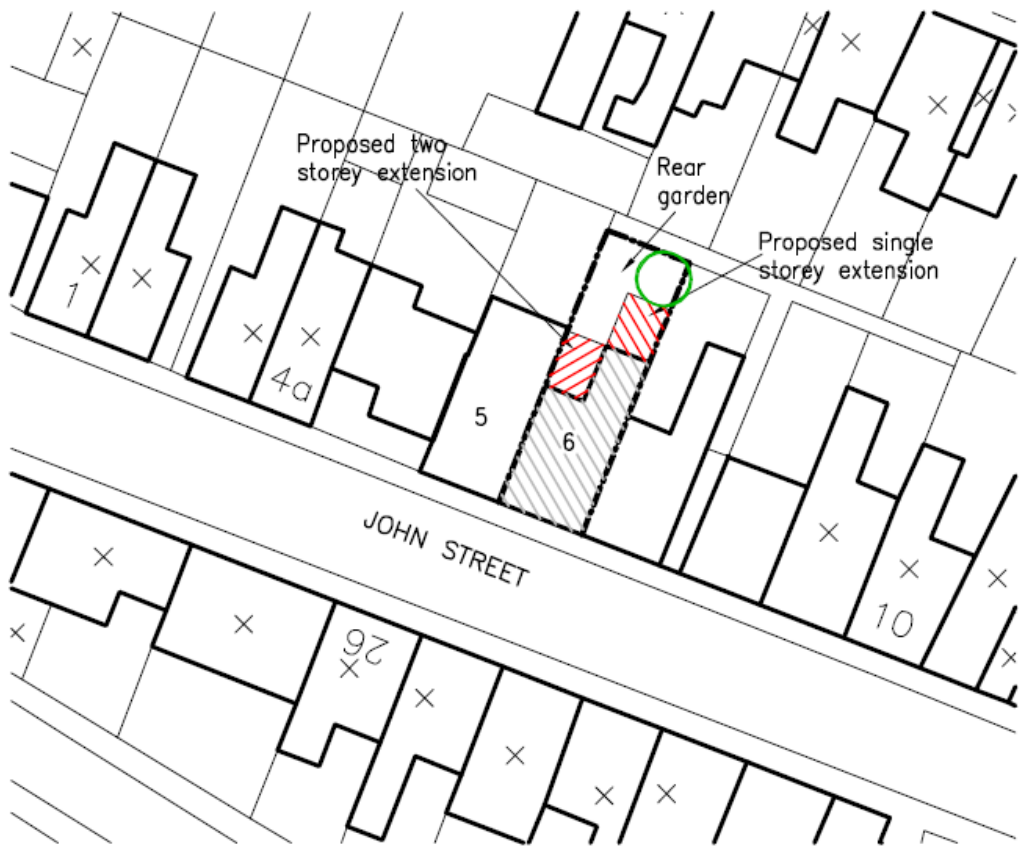 Proposed two
storey extension
Rear
garden
Proposed single
storey extension
1
4a
5
6
10
JOHN STREET
26